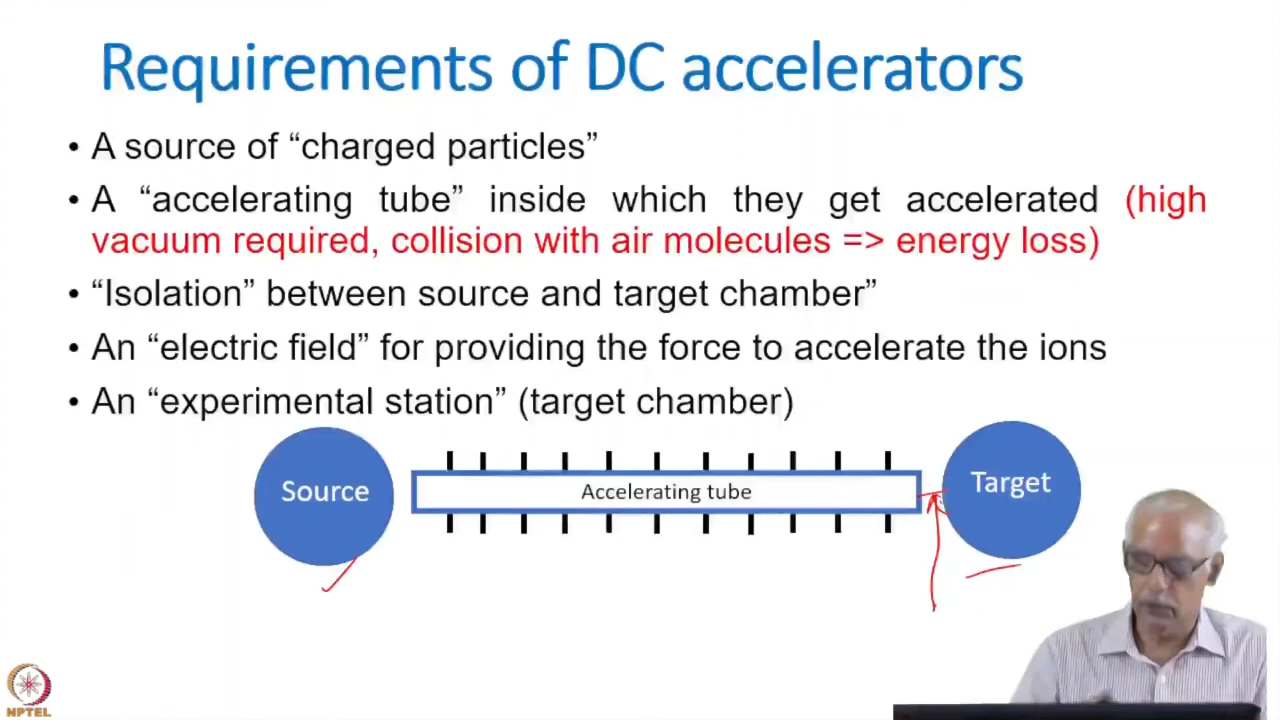 Requirements of DC accelerators
• A source of “charged particles”
• A “accelerating tube” inside which they get accelerated (high
vacuum required, collision with air molecules => energy loss)
• “Isolation” between source and target chamber”
• An “electric field” for providing the force to accelerate the ions
• An “experimental station” (target chamber)
Source
Accelerating tube
Target
NPTEL